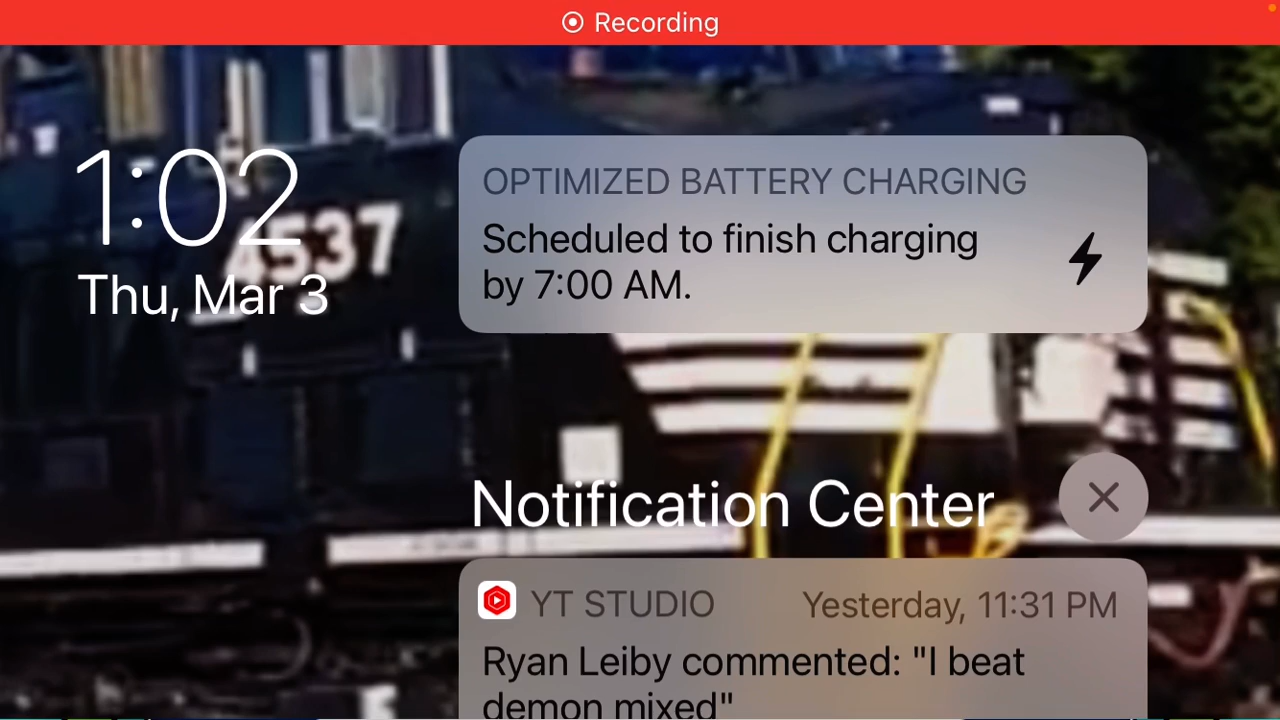 Recording
1:02
4537
Thu, Mar 3
OPTIMIZED BATTERY CHARGING
Scheduled to finish charging
by 7:00 AM.
Notification Center
YT STUDIO Yesterday, 11:31 PM
Ryan Leiby commented: "I beat
demon mixed"